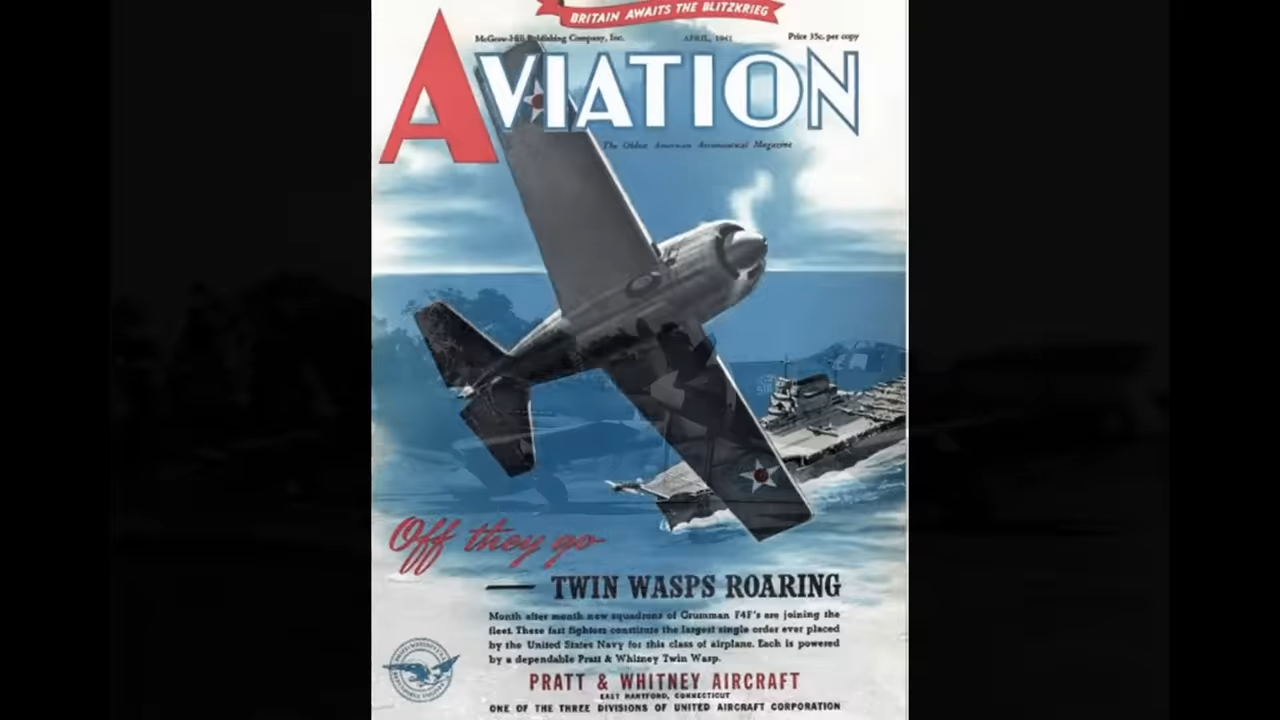 BRITAIN AWAITS THE BLITZKRIEG
McGraw-Hill Publishing Company, Inc. APRIL, 1941 Price 35c. per copy
AVIATION
The Oldest American Aeronautical Magazine
Off they go
— TWIN WASPS ROARING
Month after month new squadrons of Grumman F4F's are joining the
fleet. These fast fighters constitute the largest single order ever placed
by the United States Navy for this class of airplane. Each is powered
by a dependable Pratt & Whitney Twin Wasp.
PRATT & WHITNEY AIRCRAFT
EAST HARTFORD, CONNECTICUT
ONE OF THE THREE DIVISIONS OF UNITED AIRCRAFT CORPORATION